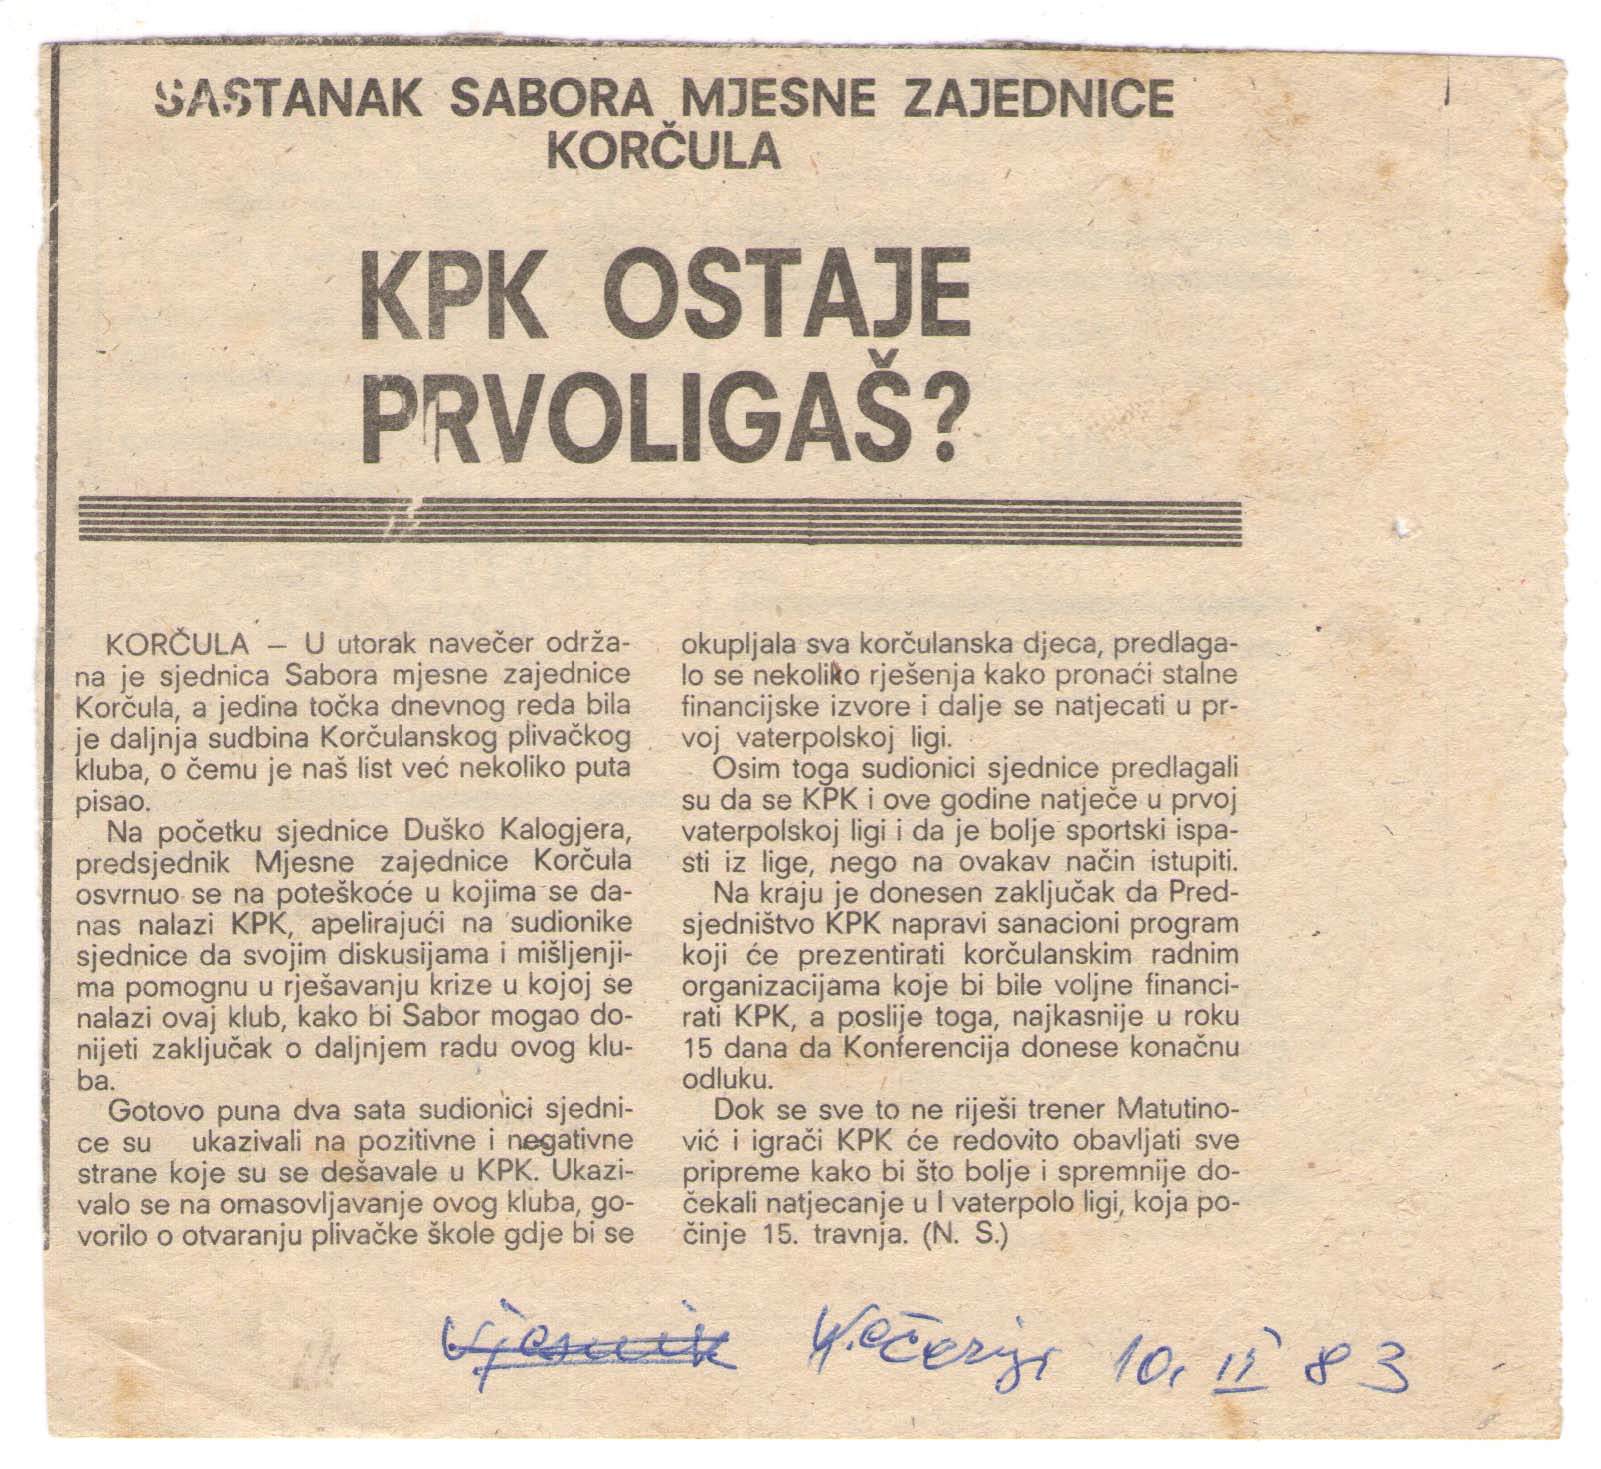 SASTANAK SABORA MJESNE ZAJEDNICE
KORČULA
KPK OSTAJE
PRVOLIGAŠ?
KORČULA – U utorak navečer održa-
na je sjednica Sabora mjesne zajednice
Korčula, a jedina točka dnevnog reda bila
je daljnja sudbina Korčulanskog plivačkog
kluba, o čemu je naš list već nekoliko puta
pisao.
Na početku sjednice Duško Kalogjera,
predsjednik Mjesne zajednice Korčula
osvrnuo se na poteškoće u kojima se da-
nas nalazi KPK, apelirajući na sudionike
sjednice da svojim diskusijama i mišljenji-
ma pomognu u rješavanju krize u kojoj se
nalazi ovaj klub, kako bi Sabor mogao do-
nijeti zaključak o daljnjem radu ovog klu-
ba.
Gotovo puna dva sata sudionici sjedni-
ce su ukazivali na pozitivne i negativne
strane koje su se dešavale u KPK. Ukazi-
valo se na omasovljavanje ovog kluba, go-
vorilo o otvaranju plivačke škole gdje bi se
okupljala sva korčulanska djeca, predlaga-
lo se nekoliko rješenja kako pronaći stalne
financijske izvore i dalje se natjecati u pr-
voj vaterpolskoj ligi.
Osim toga sudionici sjednice predlagali
su da se KPK i ove godine natječe u prvoj
vaterpolskoj ligi i da je bolje sportski ispa-
sti iz lige, nego na ovakav način istupiti.
Na kraju je donesen zaključak da Pred-
sjedništvo KPK napravi sanacioni program
koji će prezentirati korčulanskim radnim
organizacijama koje bi bile voljne financi-
rati KPK, a poslije toga, najkasnije u roku
15 dana da Konferencija donese konačnu
odluku.
Dok se sve to ne riješi trener Matutino-
vić i igrači KPK će redovito obavljati sve
pripreme kako bi što bolje i spremnije do-
čekali natjecanje u I vaterpolo ligi, koja po-
činje 15. travnja. (N. S.)
Vjesnik 10. II 83